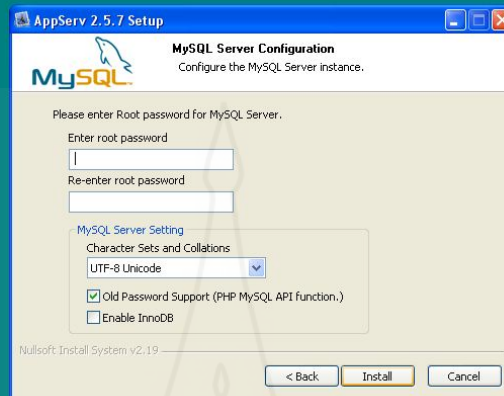 AppServ 2.5.7 Setup
MySQL Server Configuration
Configure the MySQL Server instance.
MySQL
Please enter Root password for MySQL Server.
Enter root password
Re-enter root password
MySQL Server Setting
Character Sets and Collations
UTF-8 Unicode
Old Password Support (PHP MySQL API function.)
Enable InnoDB
Nullsoft Install System v2.19
< Back Install Cancel